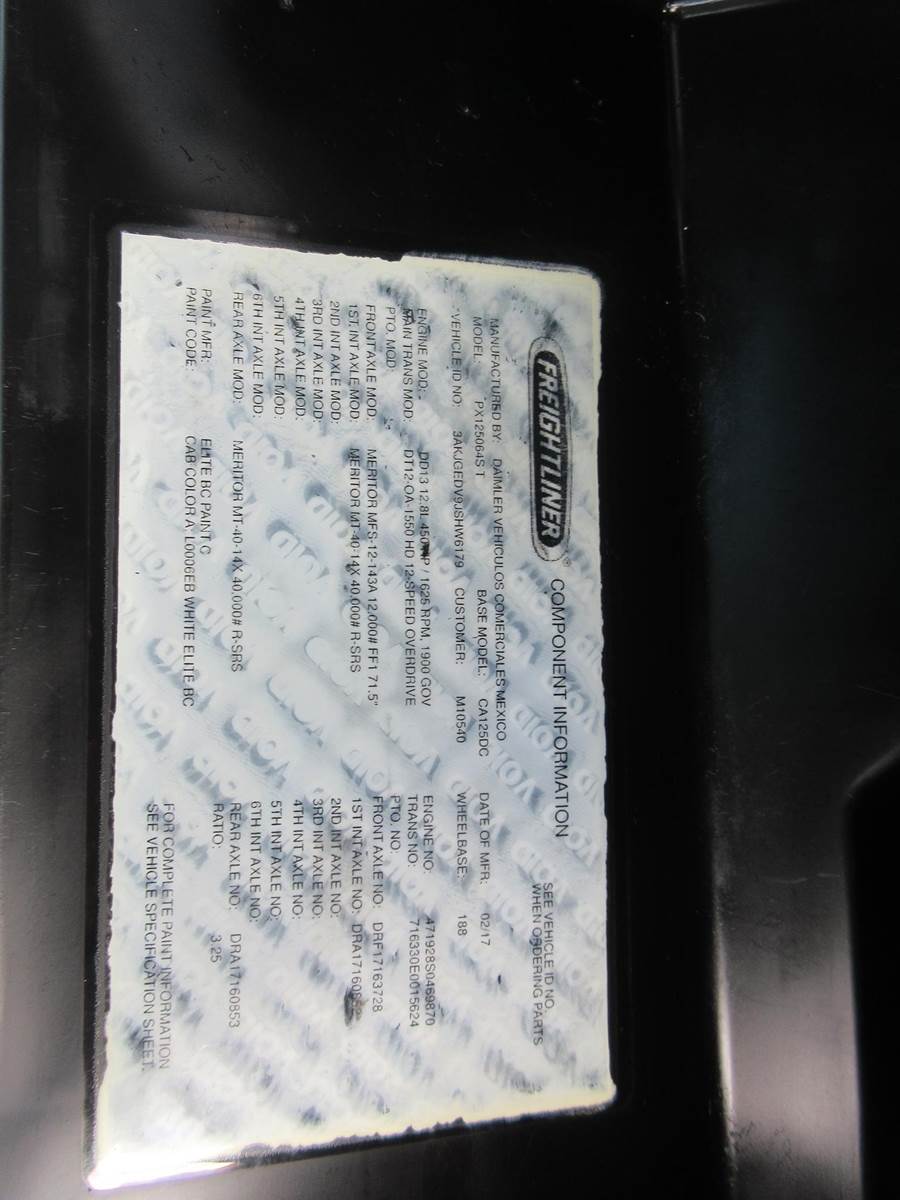 FREIGHTLINER® COMPONENT INFORMATION
SEE VEHICLE ID NO.
WHEN ORDERING PARTS
MANUFACTURED BY: DAIMLER VEHICULOS COMERCIALES MEXICO
MODEL: PX125064S T BASE MODEL: CA125DC DATE OF MFR: 02/17
VEHICLE ID NO: 3AKJGEDV9JSHW6179 CUSTOMER: M10540 WHEELBASE: 188
ENGINE MOD: DD13 12.8L 450 / 1625 RPM, 1900 GOV ENGINE NO: 471928S0469870
MAIN TRANS MOD: DT12-OA-1550 HD 12-SPEED OVERDRIVE TRANS NO: 716330E0015624
PTO. MOD: PTO. NO:
FRONT AXLE MOD: MERITOR MFS-12-143A 12,000# FF1 71.5" FRONT AXLE NO: DRF17163728
1ST. INT AXLE MOD: MERITOR MT-40-14X 40,000# R-SRS 1ST INT AXLE NO:
2ND INT AXLE MOD: 2ND INT AXLE NO:
3RD INT AXLE MOD: 3RD INT AXLE NO:
4TH INT AXLE MOD: 4TH INT AXLE NO:
5TH INT AXLE MOD: 5TH INT AXLE NO:
6TH INT AXLE MOD: 6TH INT AXLE NO:
REAR AXLE MOD: MERITOR MT-40-14X 40,000# R-SRS REAR AXLE NO: DRA17160853
RATIO: 3.25
PAINT MFR: ELITE BC PAINT C
PAINT CODE: CAB COLOR A: L0006EB WHITE ELITE BC
FOR COMPLETE PAINT INFORMATION
SEE VEHICLE SPECIFICATION SHEET.